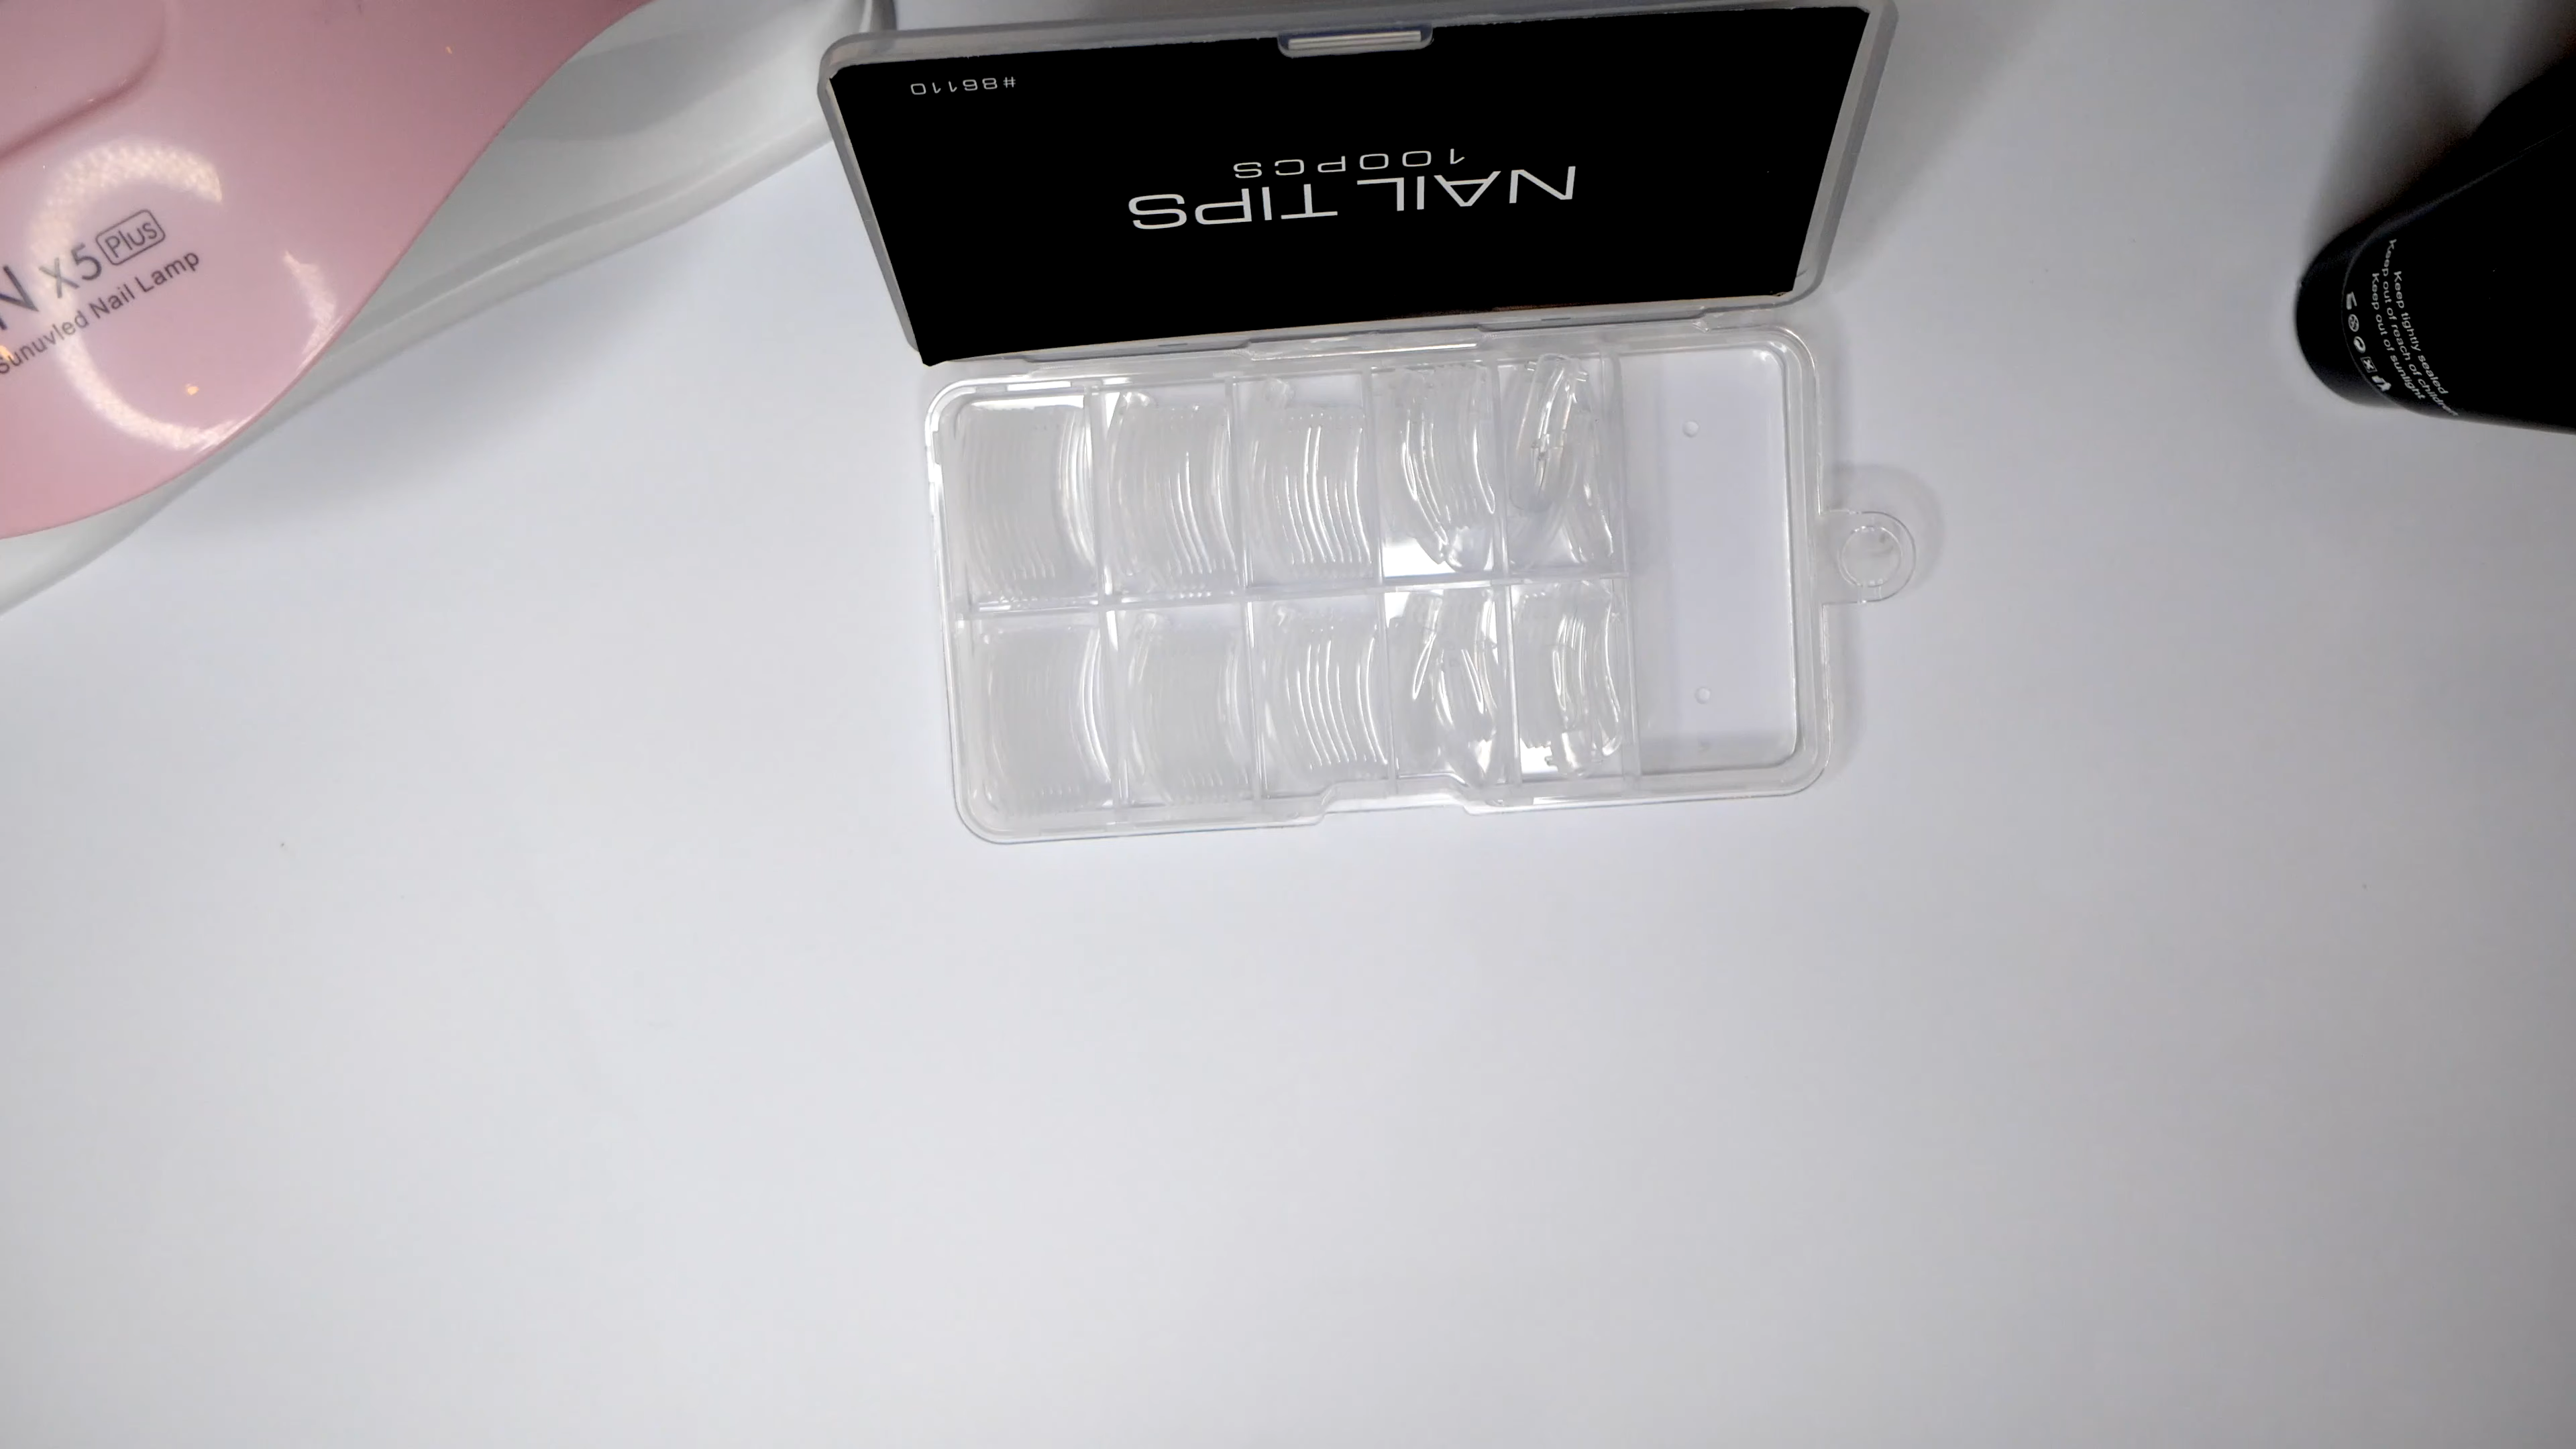 N X5 Plus
Sunuvled Nail Lamp
NAIL TIPS
100PCS
#86110
Keep tightly sealed
Keep out of reach of children
Keep out of sunlight